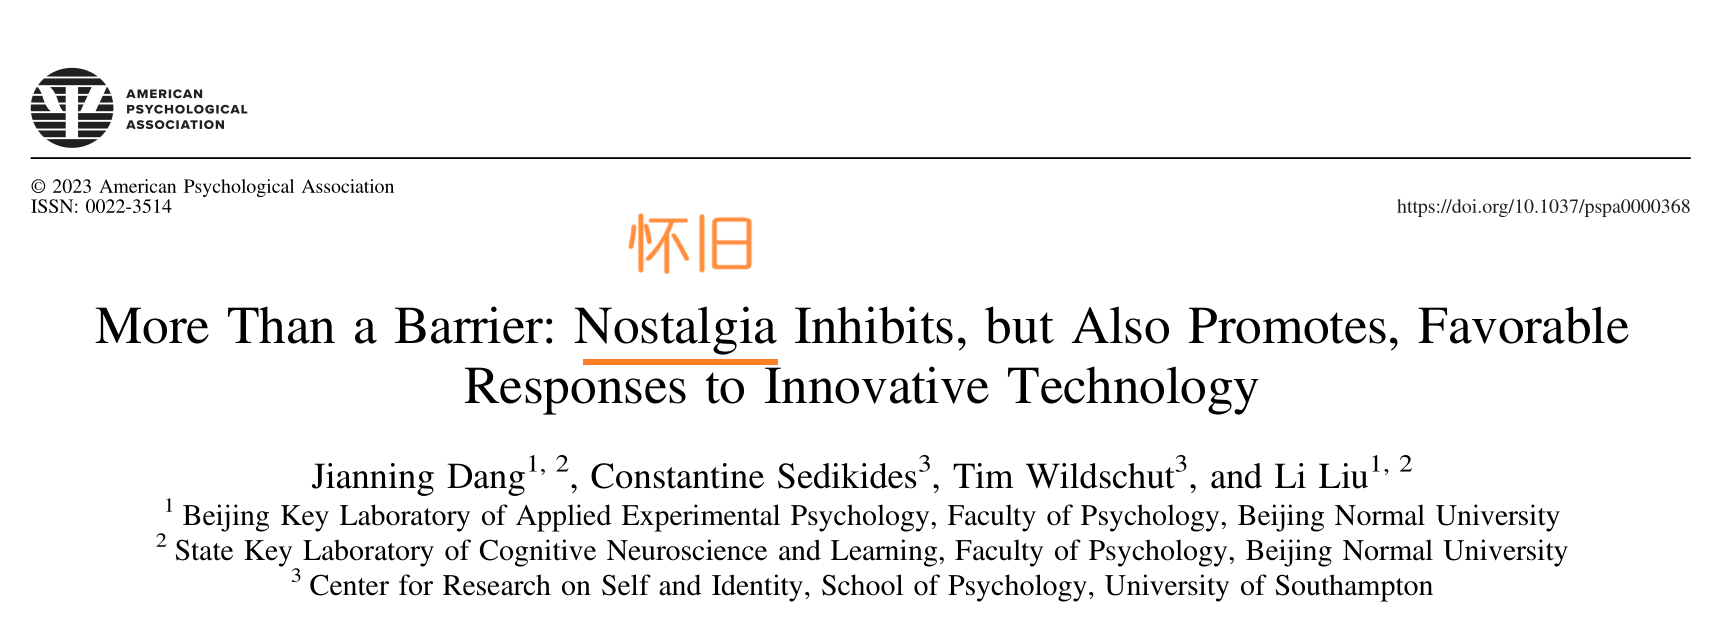 AMERICAN
PSYCHOLOGICAL
ASSOCIATION
© 2023 American Psychological Association
ISSN: 0022-3514
https://doi.org/10.1037/pspa0000368
怀旧
More Than a Barrier: Nostalgia Inhibits, but Also Promotes, Favorable
Responses to Innovative Technology
Jianning Dang1, 2, Constantine Sedikides3, Tim Wildschut3, and Li Liu1, 2
1 Beijing Key Laboratory of Applied Experimental Psychology, Faculty of Psychology, Beijing Normal University
2 State Key Laboratory of Cognitive Neuroscience and Learning, Faculty of Psychology, Beijing Normal University
3 Center for Research on Self and Identity, School of Psychology, University of Southampton